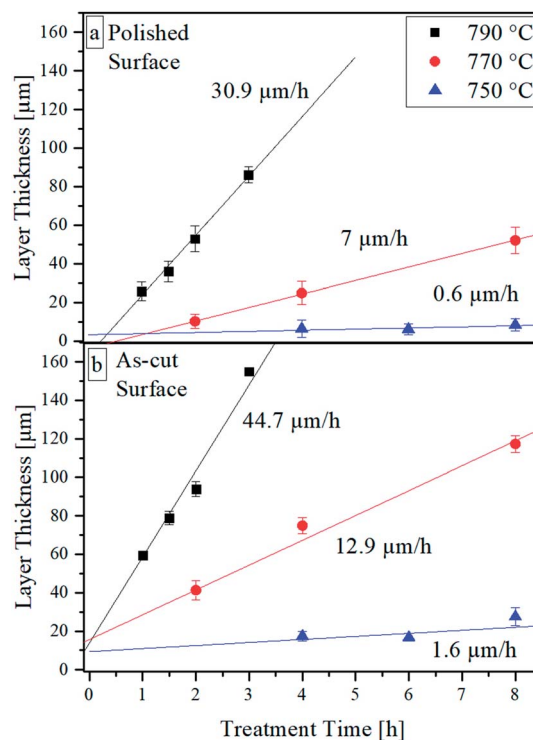 a Polished
Surface
790 °C
770 °C
750 °C
160
140
120
100
80
60
40
20
0
Layer Thickness [µm]
30.9 µm/h
7 µm/h
0.6 µm/h
b As-cut
Surface
160
140
120
100
80
60
40
20
0
Layer Thickness [µm]
44.7 µm/h
12.9 µm/h
1.6 µm/h
0 1 2 3 4 5 6 7 8
Treatment Time [h]